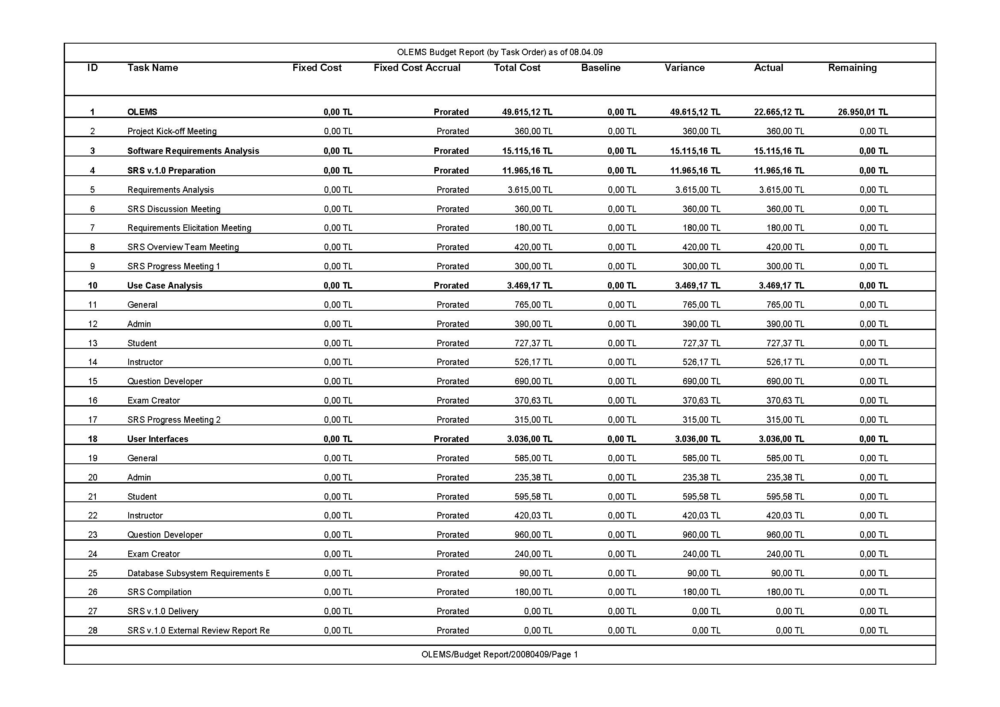 OLEMS Budget Report (by Task Order) as of 08.04.09
ID Task Name Fixed Cost Fixed Cost Accrual Total Cost Baseline Variance Actual Remaining
1 OLEMS 0,00 TL Prorated 49.615,12 TL 0,00 TL 49.615,12 TL 22.665,12 TL 26.950,01 TL
2 Project Kick-off Meeting 0,00 TL Prorated 360,00 TL 0,00 TL 360,00 TL 360,00 TL 0,00 TL
3 Software Requirements Analysis 0,00 TL Prorated 15.115,16 TL 0,00 TL 15.115,16 TL 15.115,16 TL 0,00 TL
4 SRS v.1.0 Preparation 0,00 TL Prorated 11.965,16 TL 0,00 TL 11.965,16 TL 11.965,16 TL 0,00 TL
5 Requirements Analysis 0,00 TL Prorated 3.615,00 TL 0,00 TL 3.615,00 TL 3.615,00 TL 0,00 TL
6 SRS Discussion Meeting 0,00 TL Prorated 360,00 TL 0,00 TL 360,00 TL 360,00 TL 0,00 TL
7 Requirements Elicitation Meeting 0,00 TL Prorated 180,00 TL 0,00 TL 180,00 TL 180,00 TL 0,00 TL
8 SRS Overview Team Meeting 0,00 TL Prorated 420,00 TL 0,00 TL 420,00 TL 420,00 TL 0,00 TL
9 SRS Progress Meeting 1 0,00 TL Prorated 300,00 TL 0,00 TL 300,00 TL 300,00 TL 0,00 TL
10 Use Case Analysis 0,00 TL Prorated 3.469,17 TL 0,00 TL 3.469,17 TL 3.469,17 TL 0,00 TL
11 General 0,00 TL Prorated 765,00 TL 0,00 TL 765,00 TL 765,00 TL 0,00 TL
12 Admin 0,00 TL Prorated 390,00 TL 0,00 TL 390,00 TL 390,00 TL 0,00 TL
13 Student 0,00 TL Prorated 727,37 TL 0,00 TL 727,37 TL 727,37 TL 0,00 TL
14 Instructor 0,00 TL Prorated 526,17 TL 0,00 TL 526,17 TL 526,17 TL 0,00 TL
15 Question Developer 0,00 TL Prorated 690,00 TL 0,00 TL 690,00 TL 690,00 TL 0,00 TL
16 Exam Creator 0,00 TL Prorated 370,63 TL 0,00 TL 370,63 TL 370,63 TL 0,00 TL
17 SRS Progress Meeting 2 0,00 TL Prorated 315,00 TL 0,00 TL 315,00 TL 315,00 TL 0,00 TL
18 User Interfaces 0,00 TL Prorated 3.036,00 TL 0,00 TL 3.036,00 TL 3.036,00 TL 0,00 TL
19 General 0,00 TL Prorated 585,00 TL 0,00 TL 585,00 TL 585,00 TL 0,00 TL
20 Admin 0,00 TL Prorated 235,38 TL 0,00 TL 235,38 TL 235,38 TL 0,00 TL
21 Student 0,00 TL Prorated 595,58 TL 0,00 TL 595,58 TL 595,58 TL 0,00 TL
22 Instructor 0,00 TL Prorated 420,03 TL 0,00 TL 420,03 TL 420,03 TL 0,00 TL
23 Question Developer 0,00 TL Prorated 960,00 TL 0,00 TL 960,00 TL 960,00 TL 0,00 TL
24 Exam Creator 0,00 TL Prorated 240,00 TL 0,00 TL 240,00 TL 240,00 TL 0,00 TL
25 Database Subsystem Requirements E 0,00 TL Prorated 90,00 TL 0,00 TL 90,00 TL 90,00 TL 0,00 TL
26 SRS Compilation 0,00 TL Prorated 180,00 TL 0,00 TL 180,00 TL 180,00 TL 0,00 TL
27 SRS v.1.0 Delivery 0,00 TL Prorated 0,00 TL 0,00 TL 0,00 TL 0,00 TL 0,00 TL
28 SRS v.1.0 External Review Report Re 0,00 TL Prorated 0,00 TL 0,00 TL 0,00 TL 0,00 TL 0,00 TL
OLEMS/Budget Report/20080409/Page 1